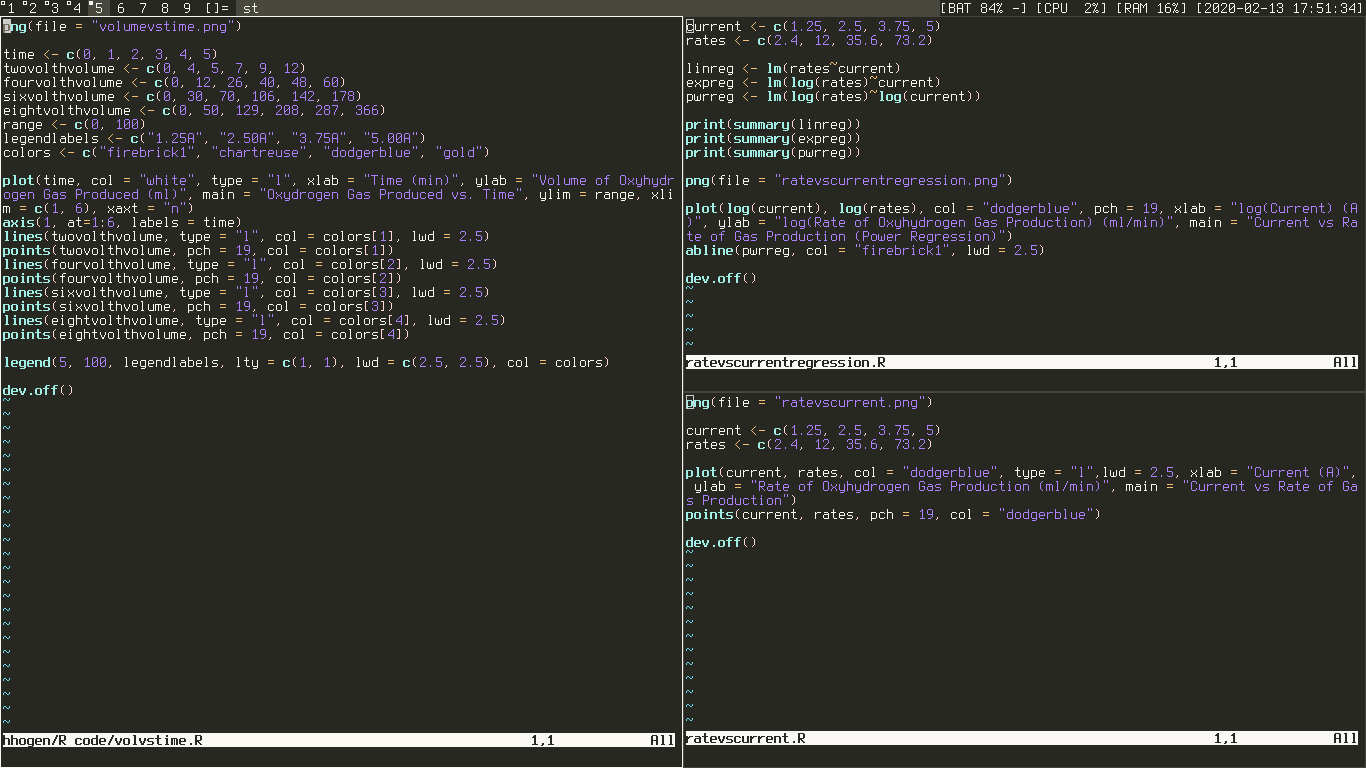 1 2 3 4 5 6 7 8 9 []= st [BAT 84% -] [CPU 2%] [RAM 16%] [2020-02-13 17:51:34]
png(file = "volumevstime.png")
time <- c(0, 1, 2, 3, 4, 5)
twovolthvolume <- c(0, 4, 5, 7, 9, 12)
fourvolthvolume <- c(0, 12, 26, 40, 48, 60)
sixvolthvolume <- c(0, 30, 70, 106, 142, 178)
eightvolthvolume <- c(0, 50, 129, 208, 287, 366)
range <- c(0, 100)
legendlabels <- c("1.25A", "2.50A", "3.75A", "5.00A")
colors <- c("firebrick1", "chartreuse", "dodgerblue", "gold")
plot(time, col = "white", type = "l", xlab = "Time (min)", ylab = "Volume of Oxyhydr
ogen Gas Produced (ml)", main = "Oxydrogen Gas Produced vs. Time", ylim = range, xli
m = c(1, 6), xaxt = "n")
axis(1, at=1:6, labels = time)
lines(twovolthvolume, type = "l", col = colors[1], lwd = 2.5)
points(twovolthvolume, pch = 19, col = colors[1])
lines(fourvolthvolume, type = "l", col = colors[2], lwd = 2.5)
points(fourvolthvolume, pch = 19, col = colors[2])
lines(sixvolthvolume, type = "l", col = colors[3], lwd = 2.5)
points(sixvolthvolume, pch = 19, col = colors[3])
lines(eightvolthvolume, type = "l", col = colors[4], lwd = 2.5)
points(eightvolthvolume, pch = 19, col = colors[4])
legend(5, 100, legendlabels, lty = c(1, 1), lwd = c(2.5, 2.5), col = colors)
dev.off()
hhogen/R code/volvstime.R 1,1 All
current <- c(1.25, 2.5, 3.75, 5)
rates <- c(2.4, 12, 35.6, 73.2)
linreg <- lm(rates~current)
expreg <- lm(log(rates)~current)
pwrreg <- lm(log(rates)~log(current))
print(summary(linreg))
print(summary(expreg))
print(summary(pwrreg))
png(file = "ratevscurrentregression.png")
plot(log(current), log(rates), col = "dodgerblue", pch = 19, xlab = "log(Current) (A
)", ylab = "log(Rate of Oxyhydrogen Gas Production) (ml/min)", main = "Current vs Ra
te of Gas Production (Power Regression)")
abline(pwrreg, col = "firebrick1", lwd = 2.5)
dev.off()
ratevscurrentregression.R 1,1 All
png(file = "ratevscurrent.png")
current <- c(1.25, 2.5, 3.75, 5)
rates <- c(2.4, 12, 35.6, 73.2)
plot(current, rates, col = "dodgerblue", type = "l",lwd = 2.5, xlab = "Current (A)",
ylab = "Rate of Oxyhydrogen Gas Production (ml/min)", main = "Current vs Rate of Ga
s Production")
points(current, rates, pch = 19, col = "dodgerblue")
dev.off()
ratevscurrent.R 1,1 All